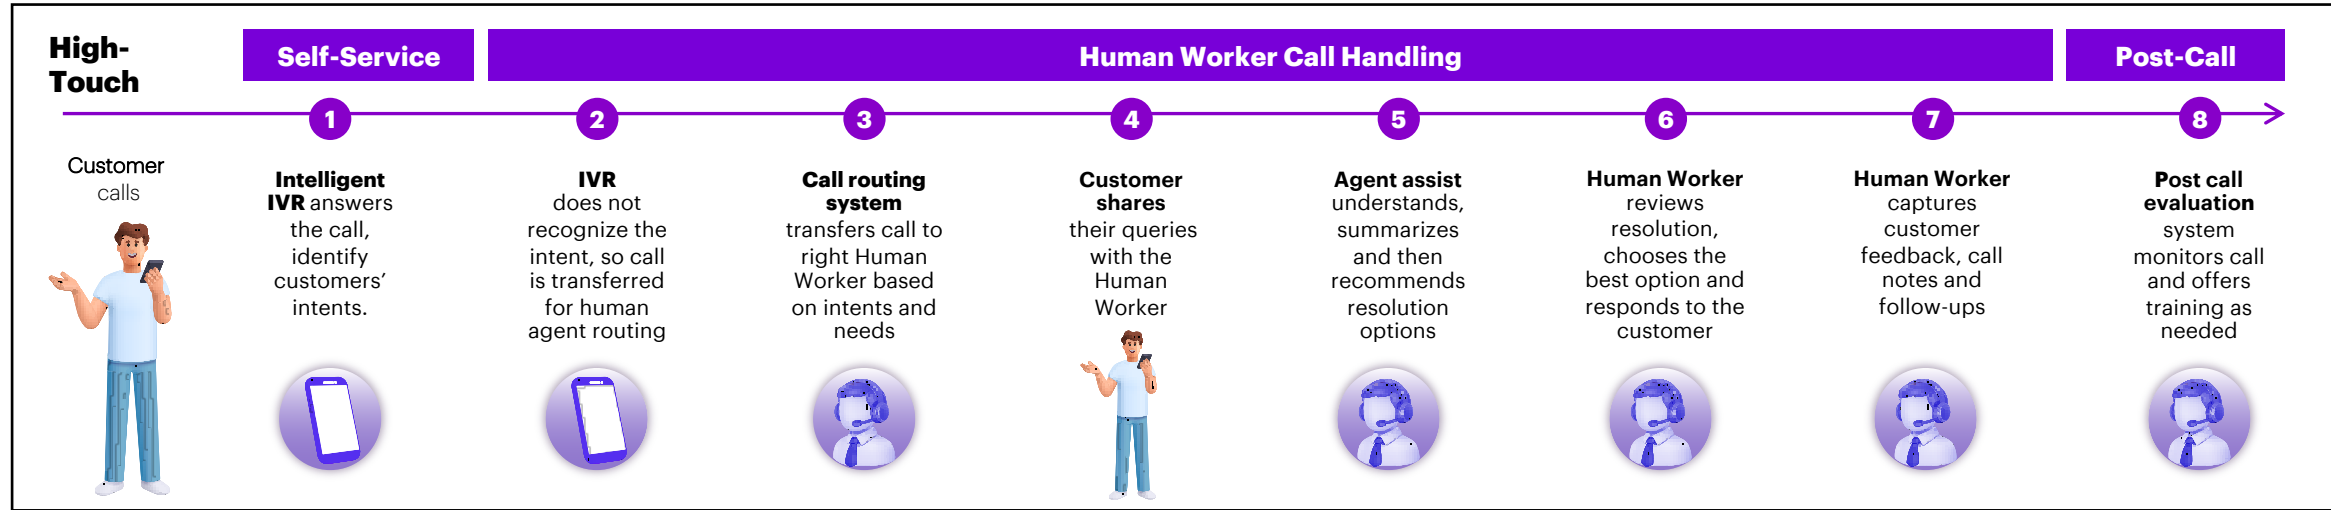 High-
Touch
Self-Service
Human Worker Call Handling
Post-Call
1
2
3
4
5
6
7
8
Customer
calls
Intelligent
IVR answers
the call,
identify
customers’
intents.
IVR
does not
recognize the
intent, so call
is transferred
for human
agent routing
Call routing
system
transfers call to
right Human
Worker based
on intents and
needs
Customer
shares
their queries
with the
Human
Worker
Agent assist
understands,
summarizes
and then
recommends
resolution
options
Human Worker
reviews
resolution,
chooses the
best option and
responds to the
customer
Human Worker
captures
customer
feedback, call
notes and
follow-ups
Post call
evaluation
system
monitors call
and offers
training as
needed